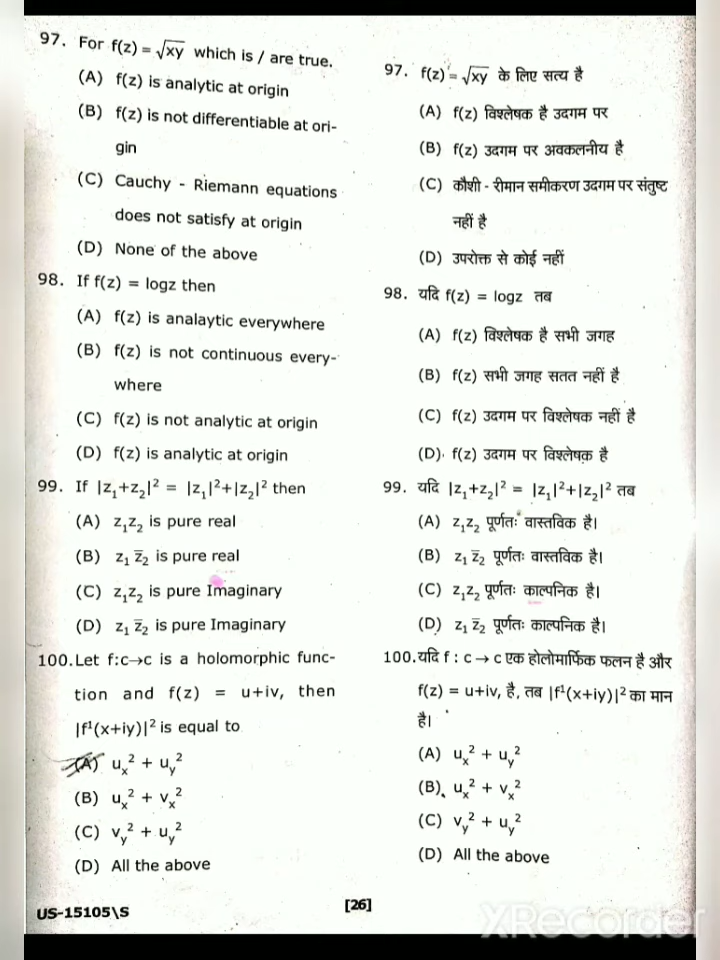 97. For f(z) = √xy which is / are true.
(A) f(z) is analytic at origin
(B) f(z) is not differentiable at ori-
gin
(C) Cauchy - Riemann equations
does not satisfy at origin
(D) None of the above
98. If f(z) = logz then
(A) f(z) is analaytic everywhere
(B) f(z) is not continuous every-
where
(C) f(z) is not analytic at origin
(D) f(z) is analytic at origin
99. If |z₁+z₂|² = |z₁|²+|z₂|² then
(A) z₁z₂ is pure real
(B) z₁ z̅₂ is pure real
(C) z₁z₂ is pure Imaginary
(D) z₁ z̅₂ is pure Imaginary
100. Let f:c→c is a holomorphic func-
tion and f(z) = u+iv, then
|f¹(x+iy)|² is equal to
(A) uₓ² + u_y²
(B) uₓ² + vₓ²
(C) v_y² + u_y²
(D) All the above
97. f(z) = √xy के लिए सत्य है
(A) f(z) विश्लेषक है उदगम पर
(B) f(z) उदगम पर अवकलनीय है
(C) कौशी - रीमान समीकरण उदगम पर संतुष्ट
नहीं है
(D) उपरोक्त से कोई नहीं
98. यदि f(z) = logz तब
(A) f(z) विश्लेषक है सभी जगह
(B) f(z) सभी जगह सतत नहीं है
(C) f(z) उदगम पर विश्लेषक नहीं है
(D) f(z) उदगम पर विश्लेषक है
99. यदि |z₁+z₂|² = |z₁|²+|z₂|² तब
(A) z₁z₂ पूर्णतः वास्तविक है।
(B) z₁ z̅₂ पूर्णतः वास्तविक है।
(C) z₁z₂ पूर्णतः काल्पनिक है।
(D) z₁ z̅₂ पूर्णतः काल्पनिक है।
100. यदि f : c → c एक होलोमार्फिक फलन है और
f(z) = u+iv, है, तब |f¹(x+iy)|² का मान
है।
(A) uₓ² + u_y²
(B) uₓ² + vₓ²
(C) v_y² + u_y²
(D) All the above
US-15105\S
[26]
XRecorder